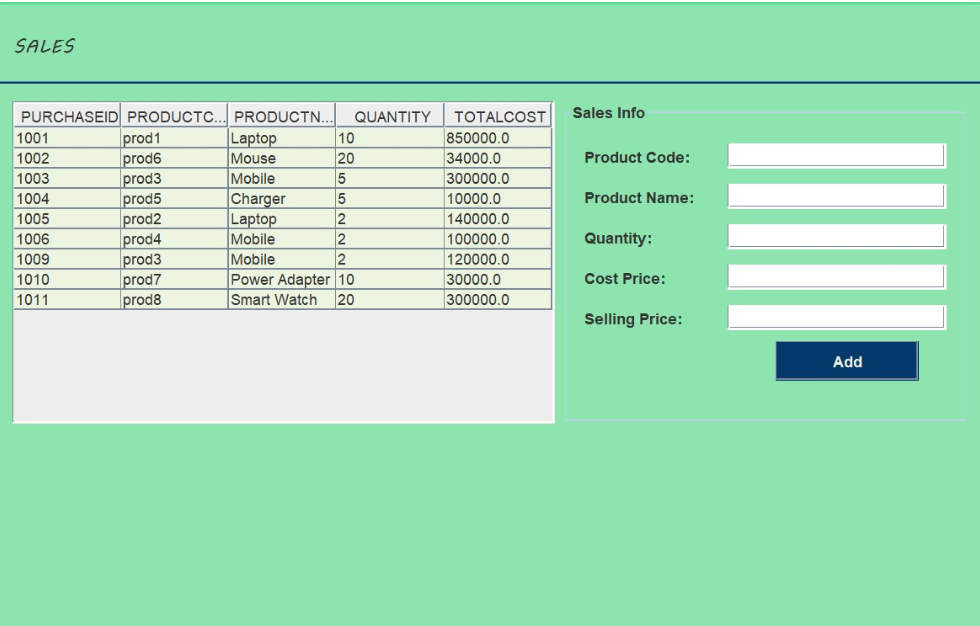 SALES
PURCHASEID PRODUCTC... PRODUCTN... QUANTITY TOTALCOST
1001 prod1 Laptop 10 850000.0
1002 prod6 Mouse 20 34000.0
1003 prod3 Mobile 5 300000.0
1004 prod5 Charger 5 10000.0
1005 prod2 Laptop 2 140000.0
1006 prod4 Mobile 2 100000.0
1009 prod3 Mobile 2 120000.0
1010 prod7 Power Adapter 10 30000.0
1011 prod8 Smart Watch 20 300000.0
Sales Info
Product Code:
Product Name:
Quantity:
Cost Price:
Selling Price:
Add